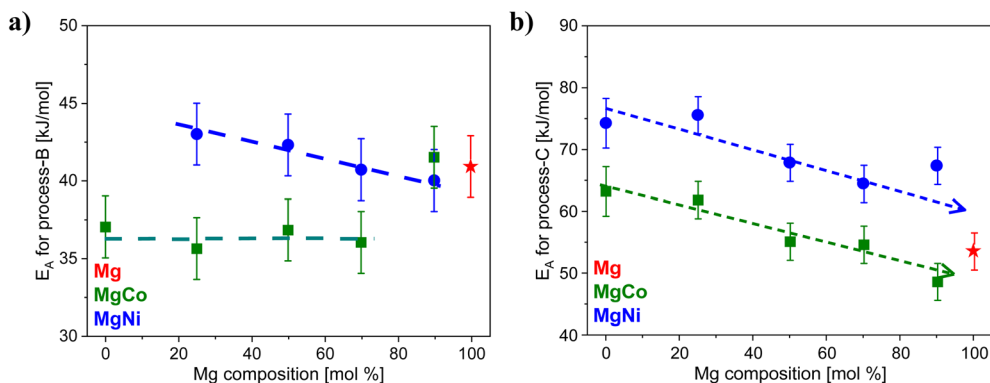 a)
E_A for process-B [kJ/mol]
50
45
40
35
30
Mg
MgCo
MgNi
0 20 40 60 80 100
Mg composition [mol %]
b)
E_A for process-C [kJ/mol]
90
80
70
60
50
40
Mg
MgCo
MgNi
0 20 40 60 80 100
Mg composition [mol %]